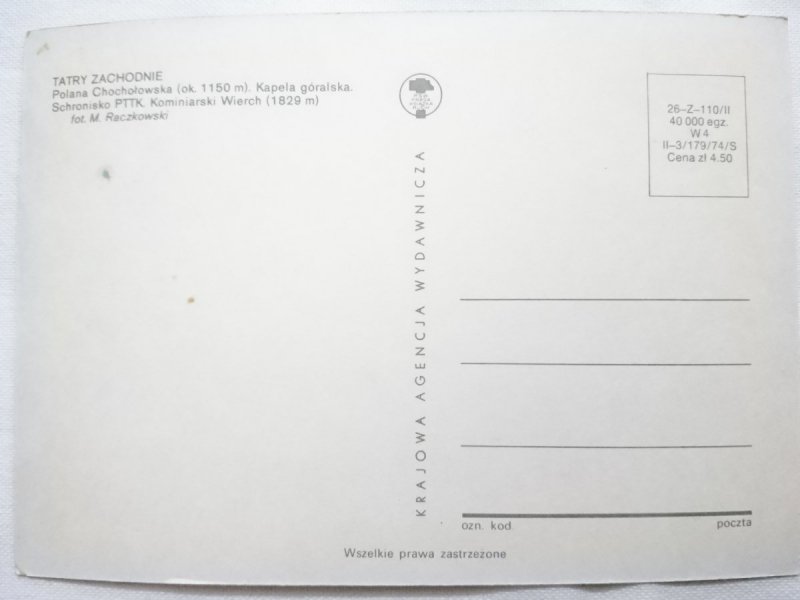 TATRY ZACHODNIE
Polana Chochołowska (ok. 1150 m). Kapela góralska.
Schronisko PTTK. Kominiarski Wierch (1829 m)
fot. M. Raczkowski
KRAJOWA AGENCJA WYDAWNICZA
26-Z-110/II
40 000 egz.
W 4
II-3/179/74/S
Cena zł 4.50
ozn. kod
poczta
Wszelkie prawa zastrzeżone